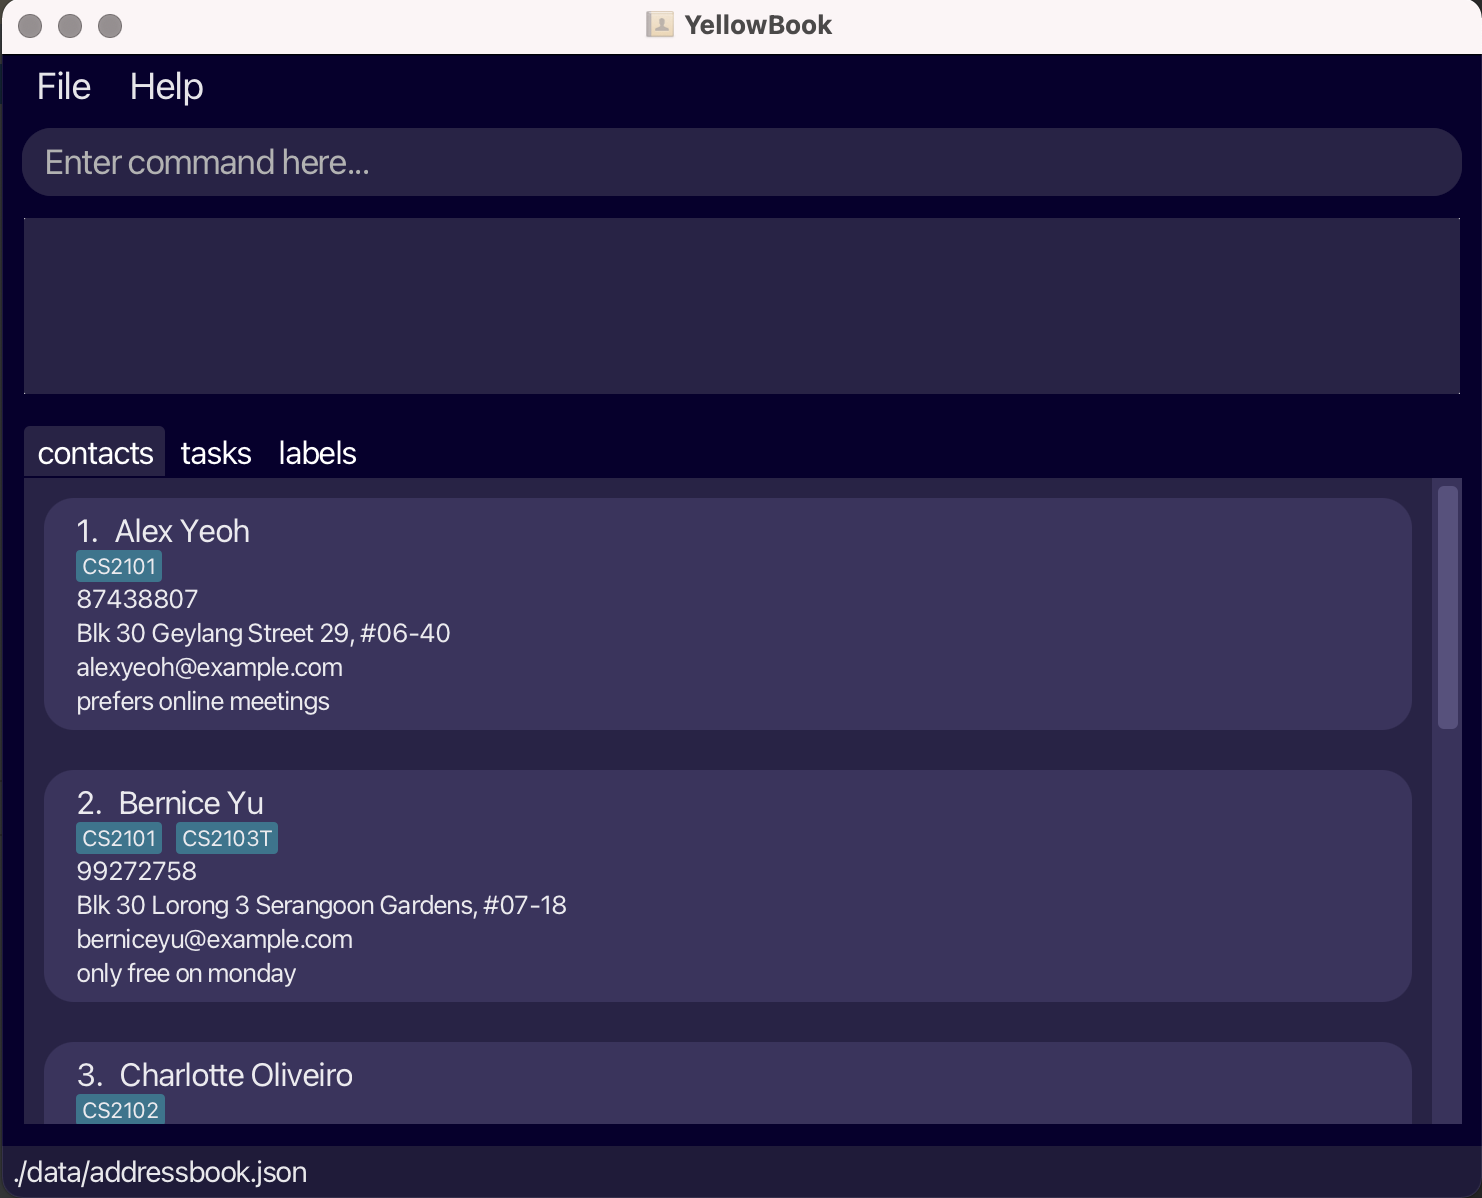 YellowBook
File Help
Enter command here...
contacts tasks labels
1. Alex Yeoh
CS2101
87438807
Blk 30 Geylang Street 29, #06-40
alexyeoh@example.com
prefers online meetings
2. Bernice Yu
CS2101 CS2103T
99272758
Blk 30 Lorong 3 Serangoon Gardens, #07-18
berniceyu@example.com
only free on monday
3. Charlotte Oliveiro
CS2102
./data/addressbook.json